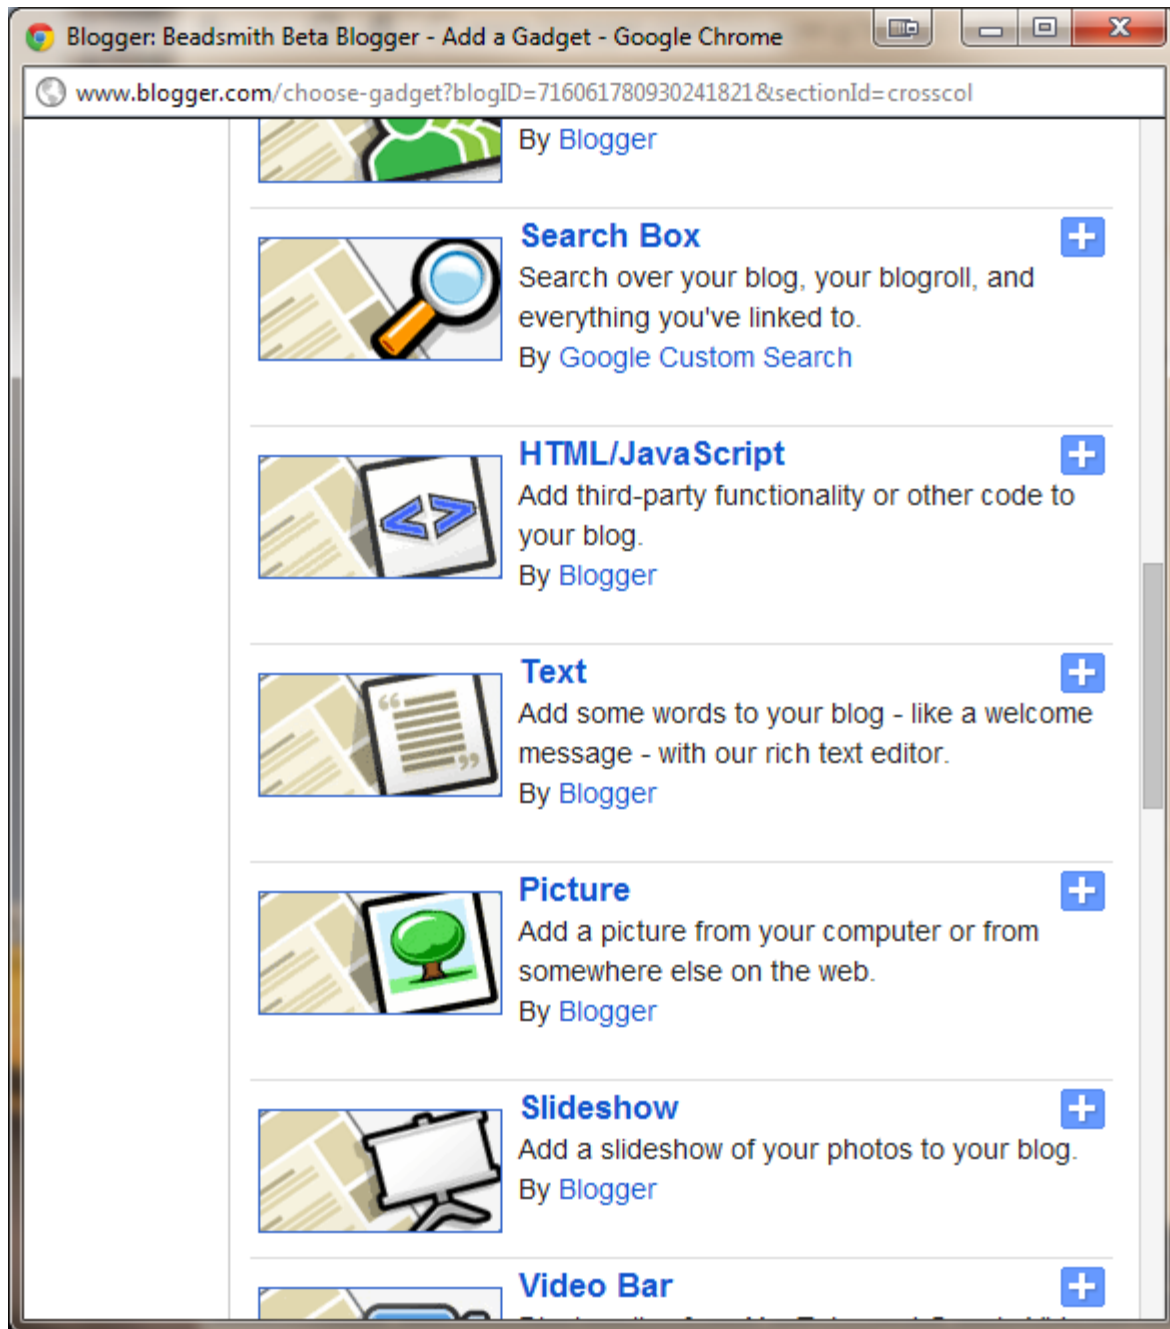 Blogger: Beadsmith Beta Blogger - Add a Gadget - Google Chrome
www.blogger.com/choose-gadget?blogID=716061780930241821&sectionId=crosscol
By Blogger
Search Box
Search over your blog, your blogroll, and
everything you've linked to.
By Google Custom Search
HTML/JavaScript
Add third-party functionality or other code to
your blog.
By Blogger
Text
Add some words to your blog - like a welcome
message - with our rich text editor.
By Blogger
Picture
Add a picture from your computer or from
somewhere else on the web.
By Blogger
Slideshow
Add a slideshow of your photos to your blog.
By Blogger
Video Bar